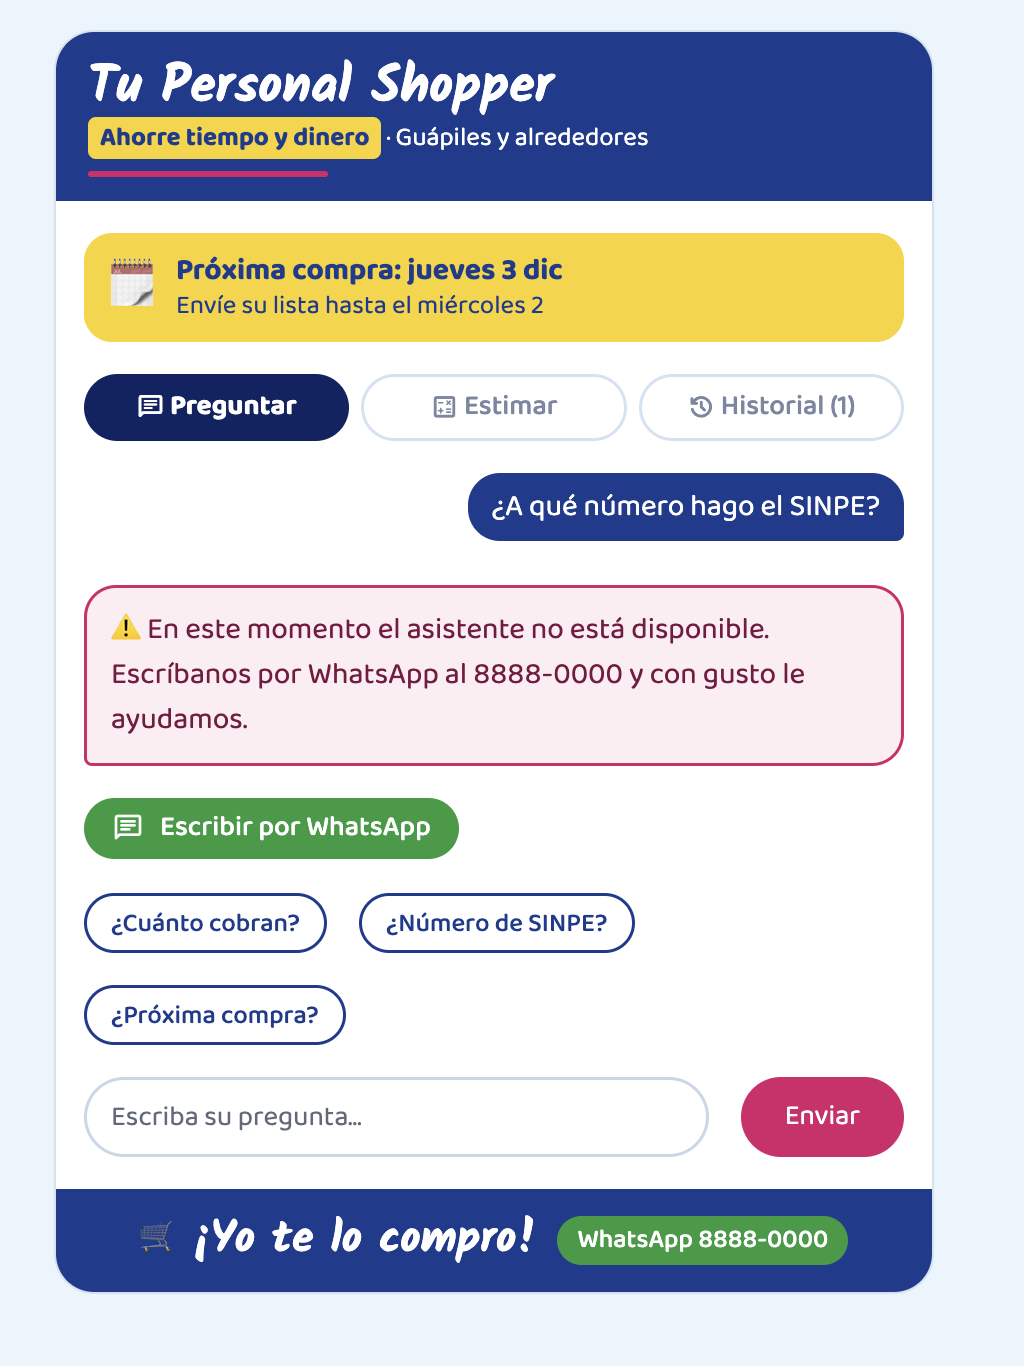 Tu Personal Shopper
Ahorre tiempo y dinero · Guápiles y alrededores
Próxima compra: jueves 3 dic
Envíe su lista hasta el miércoles 2
Preguntar
Estimar
Historial (1)
¿A qué número hago el SINPE?
⚠️ En este momento el asistente no está disponible.
Escríbanos por WhatsApp al 8888-0000 y con gusto le
ayudamos.
Escribir por WhatsApp
¿Cuánto cobran?
¿Número de SINPE?
¿Próxima compra?
Escriba su pregunta...
Enviar
¡Yo te lo compro!
WhatsApp 8888-0000